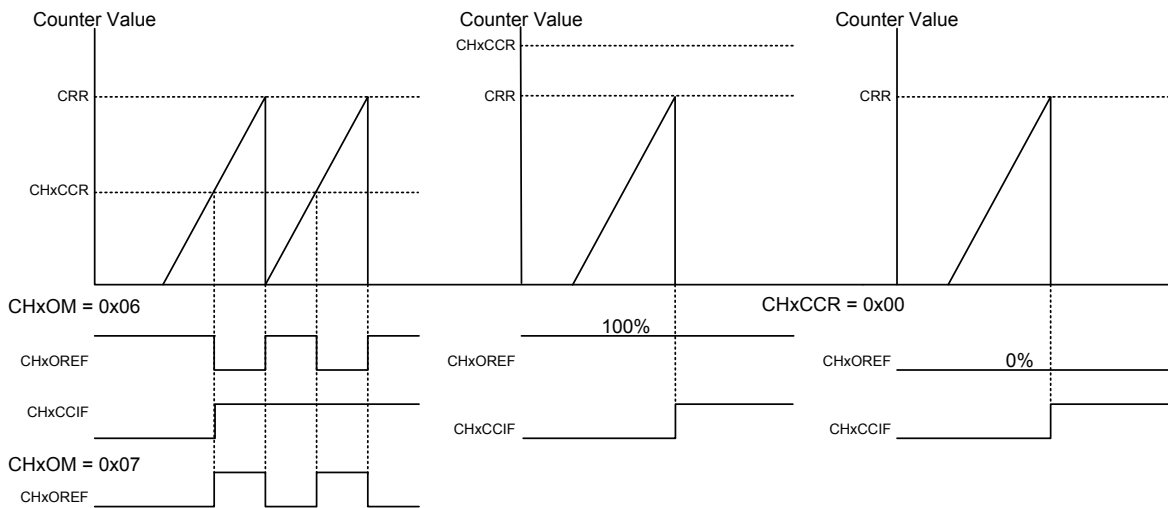 Counter Value
CRR
CHxCCR
CHxOM = 0x06
CHxOREF
CHxCCIF
CHxOM = 0x07
CHxOREF
Counter Value
CHxCCR
CRR
100%
CHxOREF
CHxCCIF
Counter Value
CRR
CHxCCR = 0x00
CHxOREF
0%
CHxCCIF